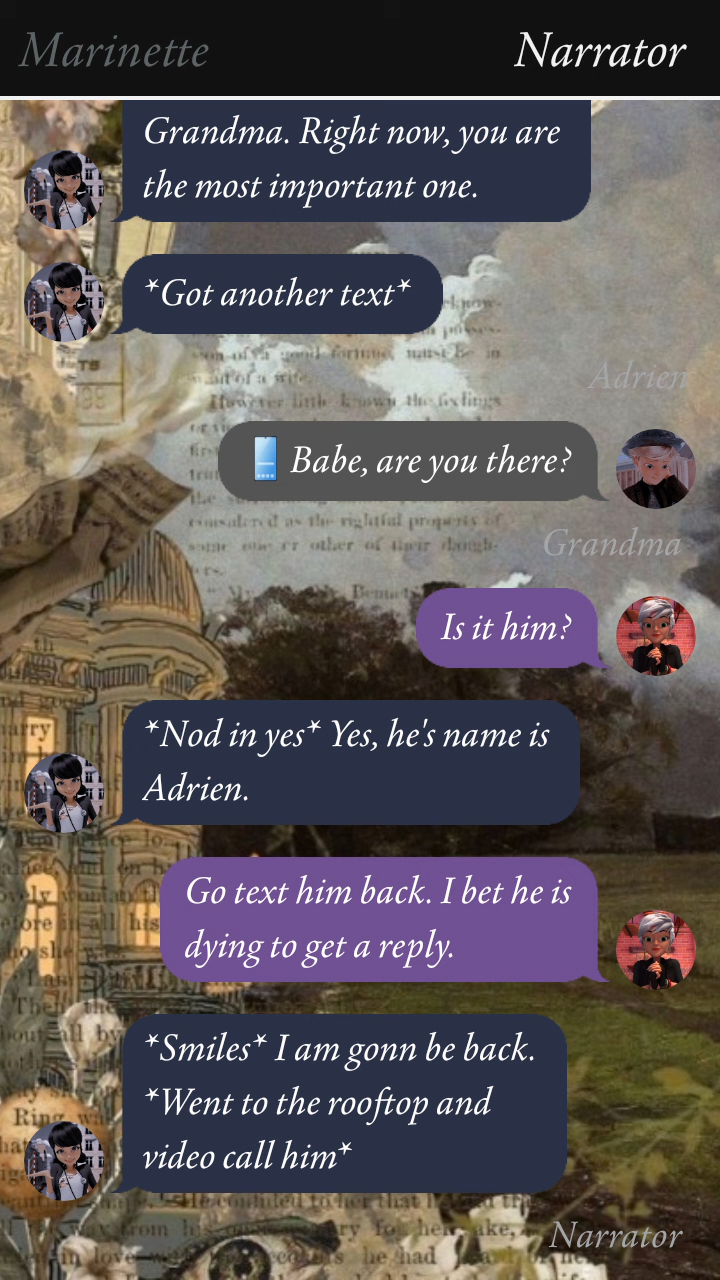 Marinette
Narrator
Grandma. Right now, you are
the most important one.
*Got another text*
Adrien
Babe, are you there?
Grandma
Is it him?
*Nod in yes* Yes, he's name is
Adrien.
Go text him back. I bet he is
dying to get a reply.
*Smiles* I am gonn be back.
*Went to the rooftop and
video call him*
Narrator